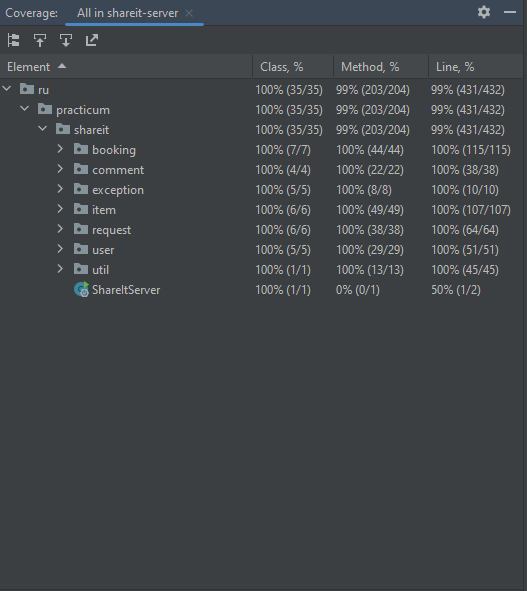 Coverage: All in shareit-server
Element Class, % Method, % Line, %
ru 100% (35/35) 99% (203/204) 99% (431/432)
practicum 100% (35/35) 99% (203/204) 99% (431/432)
shareit 100% (35/35) 99% (203/204) 99% (431/432)
booking 100% (7/7) 100% (44/44) 100% (115/115)
comment 100% (4/4) 100% (22/22) 100% (38/38)
exception 100% (5/5) 100% (8/8) 100% (10/10)
item 100% (6/6) 100% (49/49) 100% (107/107)
request 100% (6/6) 100% (38/38) 100% (64/64)
user 100% (5/5) 100% (29/29) 100% (51/51)
util 100% (1/1) 100% (13/13) 100% (45/45)
ShareItServer 100% (1/1) 0% (0/1) 50% (1/2)